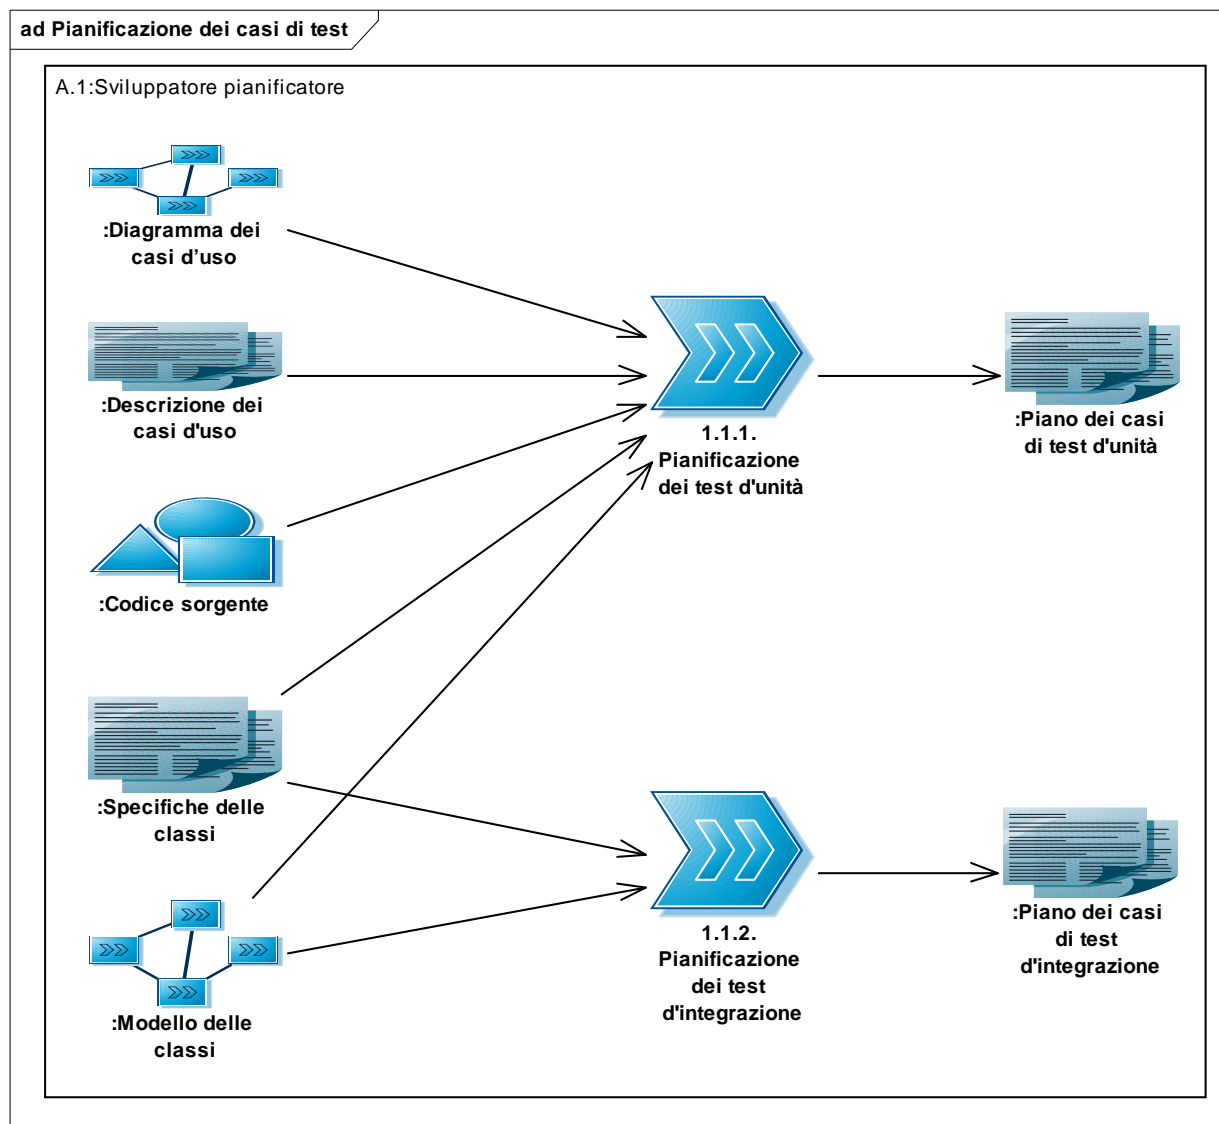 ad Pianificazione dei casi di test
A.1:Sviluppatore pianificatore
:Diagramma dei
casi d’uso
:Descrizione dei
casi d'uso
:Codice sorgente
:Specifiche delle
classi
:Modello delle
classi
1.1.1.
Pianificazione
dei test d'unità
1.1.2.
Pianificazione
dei test
d'integrazione
:Piano dei casi
di test d'unità
:Piano dei casi
di test
d'integrazione